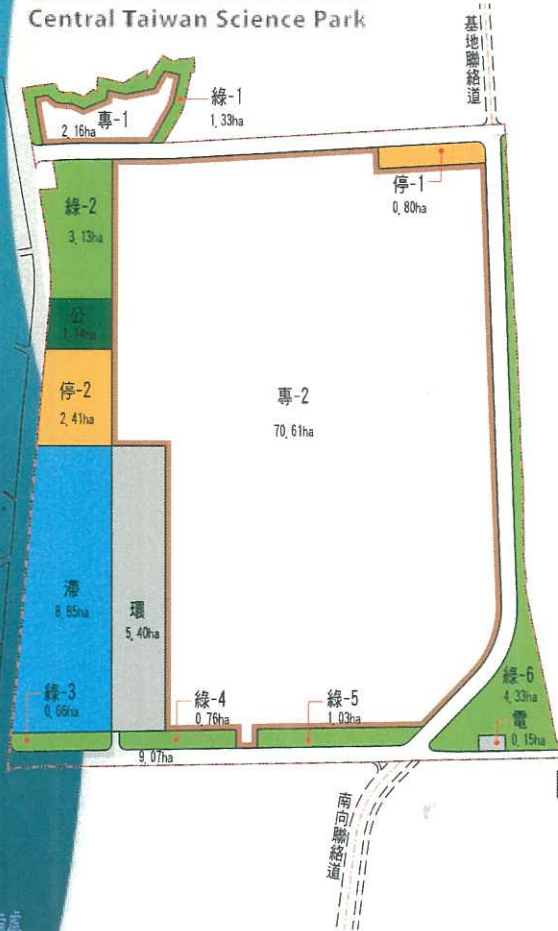 Central Taiwan Science Park
基地聯絡道
綠-1
1.33ha
專-1
2.16ha
停-1
0.80ha
綠-2
3.13ha
公
1.14ha
停-2
2.41ha
專-2
70.61ha
滯
8.85ha
環
5.40ha
綠-3
0.66ha
綠-4
0.76ha
綠-5
1.03ha
綠-6
4.33ha
電
0.15ha
9.07ha
南向聯絡道